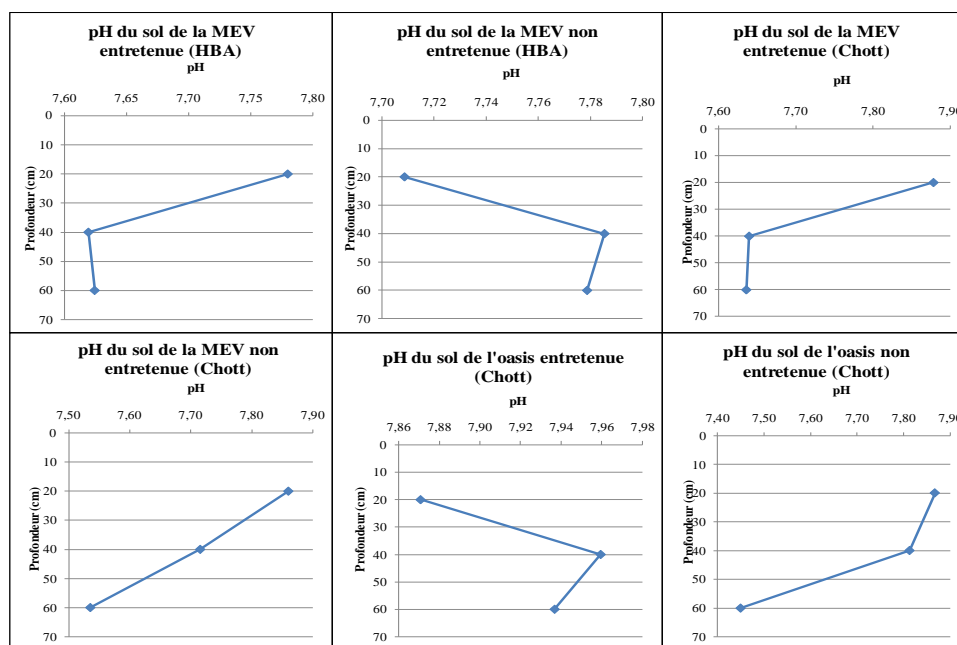 pH du sol de la MEV
entretenue (HBA)
pH
7,60 7,65 7,70 7,75 7,80
0
10
20
30
40
50
60
70
Profondeur (cm)
pH du sol de la MEV non
entretenue (HBA)
pH
7,70 7,72 7,74 7,76 7,78 7,80
0
10
20
30
40
50
60
70
Profondeur (cm)
pH du sol de la MEV
entretenue (Chott)
pH
7,60 7,70 7,80 7,90
0
10
20
30
40
50
60
70
Profondeur (cm)
pH du sol de la MEV non
entretenue (Chott)
pH
7,50 7,60 7,70 7,80 7,90
0
10
20
30
40
50
60
70
Profondeur (cm)
pH du sol de l'oasis entretenue
(Chott)
pH
7,86 7,88 7,90 7,92 7,94 7,96 7,98
0
10
20
30
40
50
60
70
Profondeur (cm)
pH du sol de l'oasis non
entretenue (Chott)
pH
7,40 7,50 7,60 7,70 7,80 7,90
0
10
20
30
40
50
60
70
Profondeur (cm)